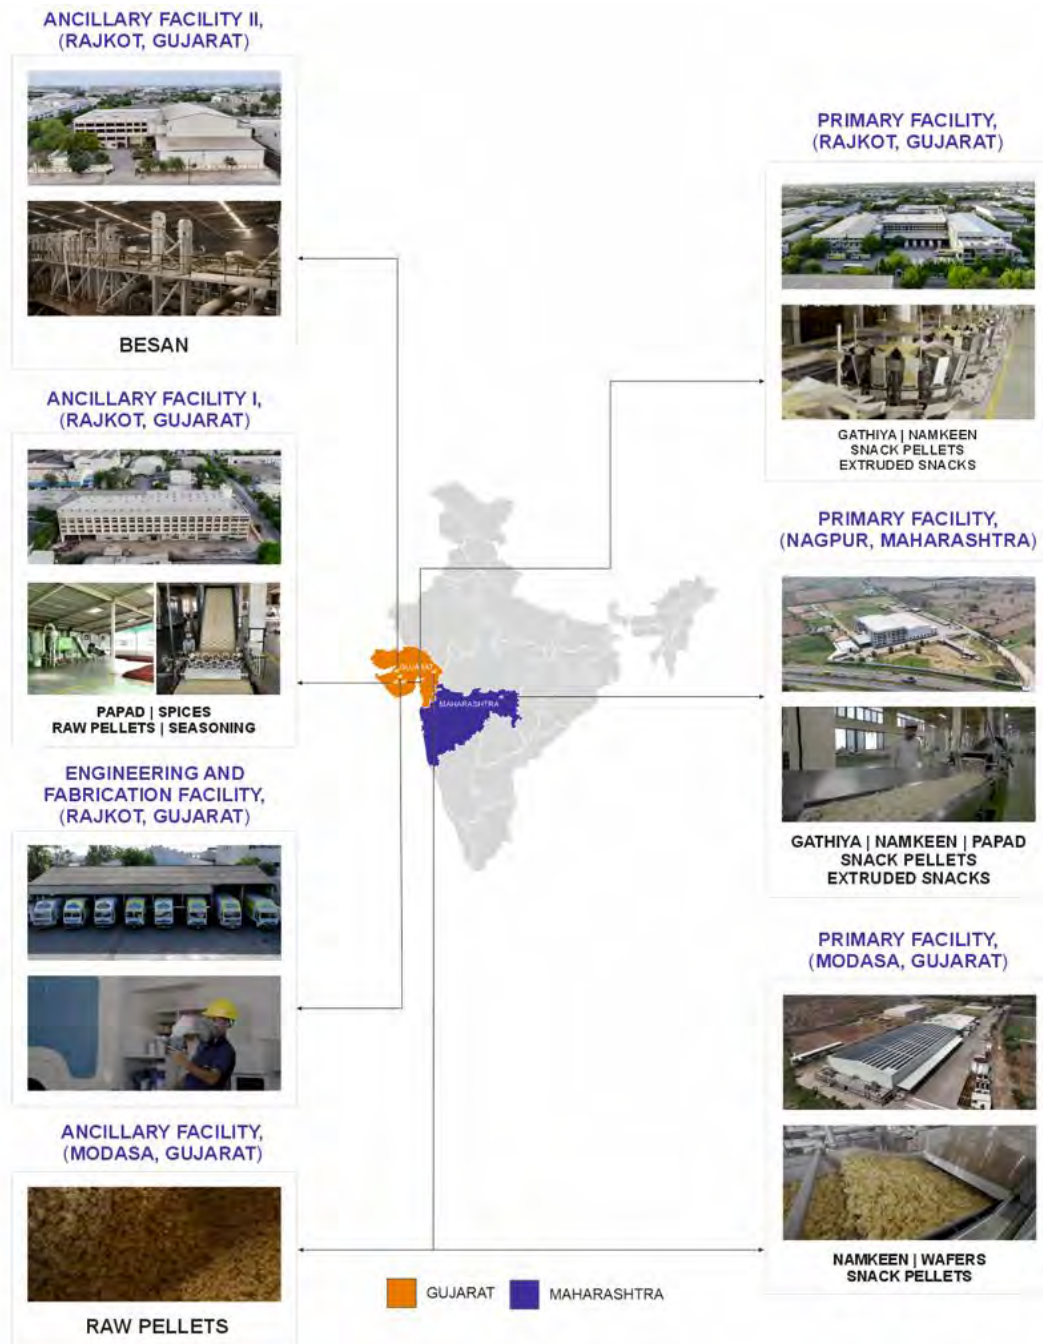 ANCILLARY FACILITY II,
(RAJKOT, GUJARAT)
BESAN
ANCILLARY FACILITY I,
(RAJKOT, GUJARAT)
PAPAD | SPICES
RAW PELLETS | SEASONING
ENGINEERING AND
FABRICATION FACILITY,
(RAJKOT, GUJARAT)
ANCILLARY FACILITY,
(MODASA, GUJARAT)
RAW PELLETS
GUJARAT
MAHARASHTRA
PRIMARY FACILITY,
(RAJKOT, GUJARAT)
GATHIYA | NAMKEEN
SNACK PELLETS
EXTRUDED SNACKS
PRIMARY FACILITY,
(NAGPUR, MAHARASHTRA)
GATHIYA | NAMKEEN | PAPAD
SNACK PELLETS
EXTRUDED SNACKS
PRIMARY FACILITY,
(MODASA, GUJARAT)
NAMKEEN | WAFERS
SNACK PELLETS
GUJARAT
MAHARASHTRA